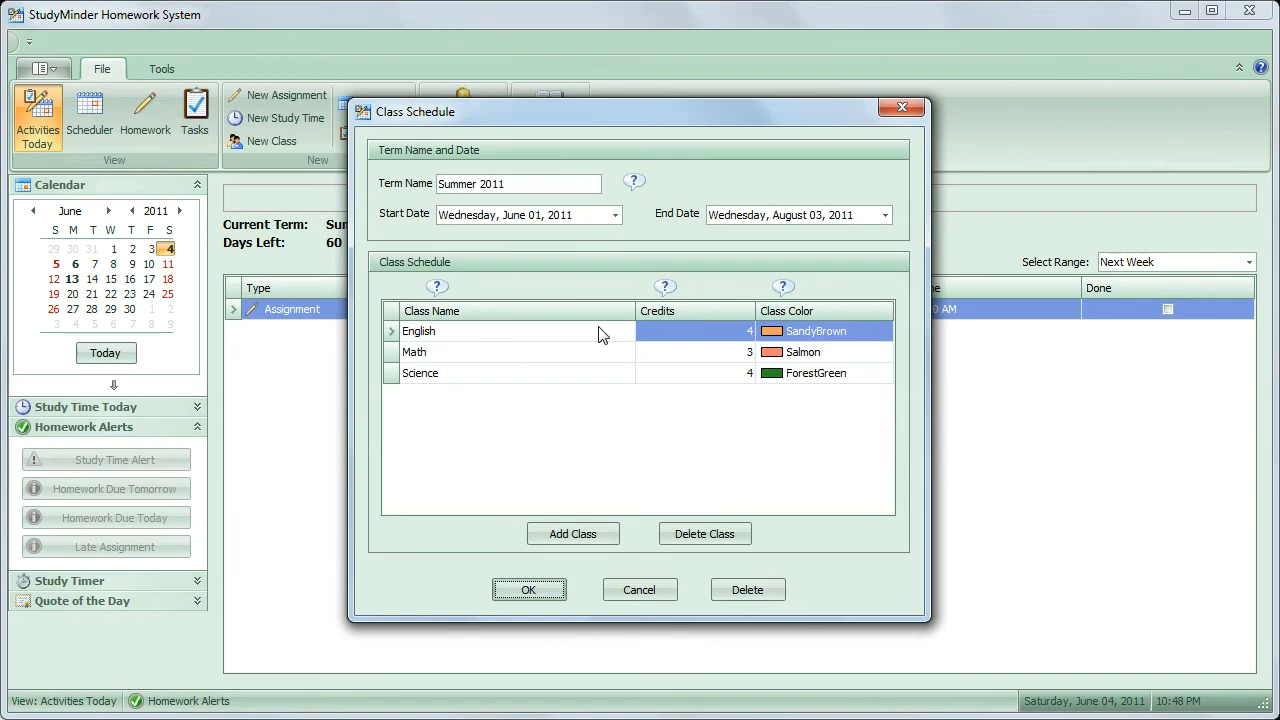 StudyMinder Homework System
File Tools
Activities Today
Scheduler
Homework
Tasks
View
New Assignment
New Study Time
New Class
New
Calendar
June 2011
S M T W T F S
29 30 31 1 2 3 4
5 6 7 8 9 10 11
12 13 14 15 16 17 18
19 20 21 22 23 24 25
26 27 28 29 30 1 2
3 4 5 6 7 8 9
Today
Study Time Today
Homework Alerts
Study Time Alert
Homework Due Tomorrow
Homework Due Today
Late Assignment
Study Timer
Quote of the Day
Current Term: Sum
Days Left: 60
Select Range: Next Week
Type
Done
Assignment
0 AM
Class Schedule
Term Name and Date
Term Name Summer 2011
Start Date Wednesday, June 01, 2011 End Date Wednesday, August 03, 2011
Class Schedule
Class Name Credits Class Color
English 4 SandyBrown
Math 3 Salmon
Science 4 ForestGreen
Add Class Delete Class
OK Cancel Delete
View: Activities Today Homework Alerts Saturday, June 04, 2011 10:48 PM